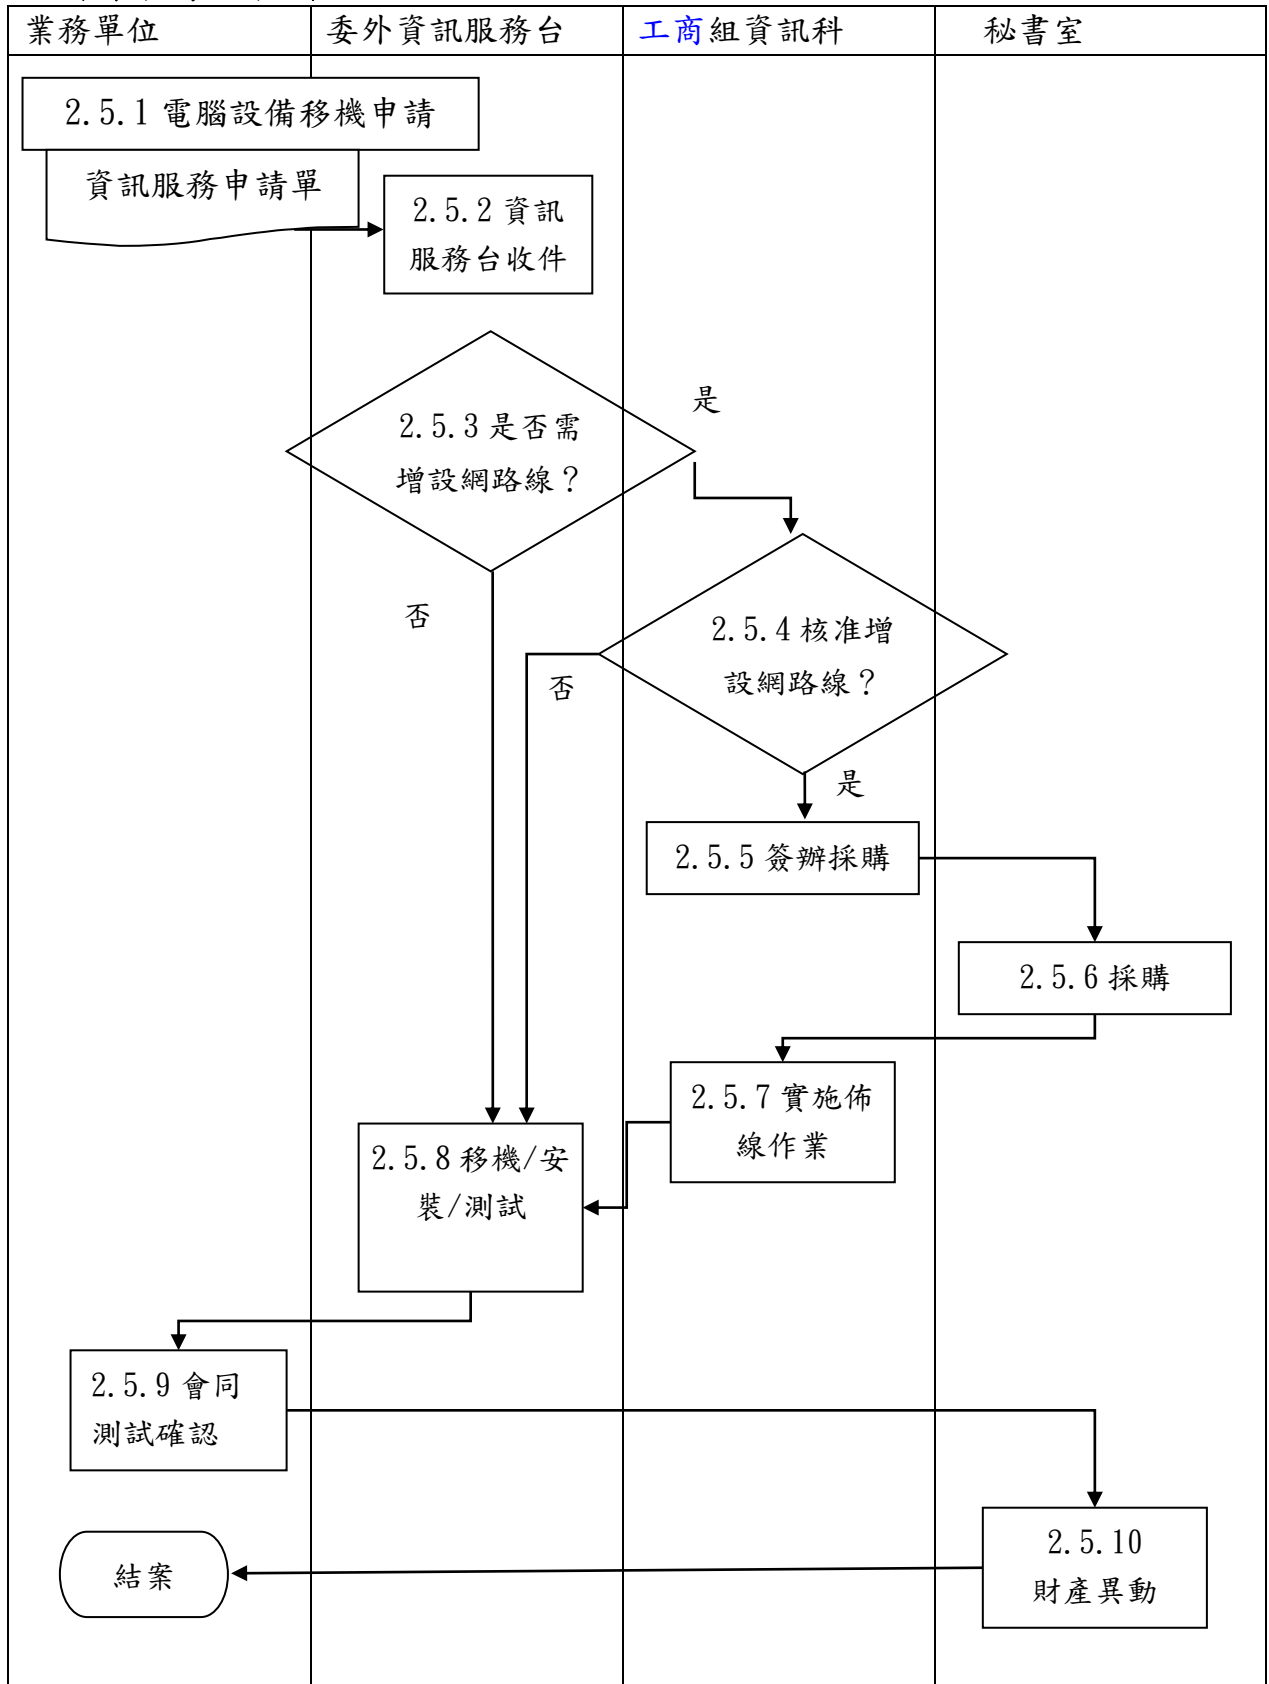 業務單位
委外資訊服務台
工商組資訊科
秘書室
2.5.1 電腦設備移機申請
資訊服務申請單
2.5.2 資訊
服務台收件
2.5.3 是否需
增設網路線?
是
否
2.5.4 核准增
設網路線?
否
是
2.5.5 簽辦採購
2.5.6 採購
2.5.7 實施佈
線作業
2.5.8 移機/安
裝/測試
2.5.9 會同
測試確認
2.5.10
財產異動
結案